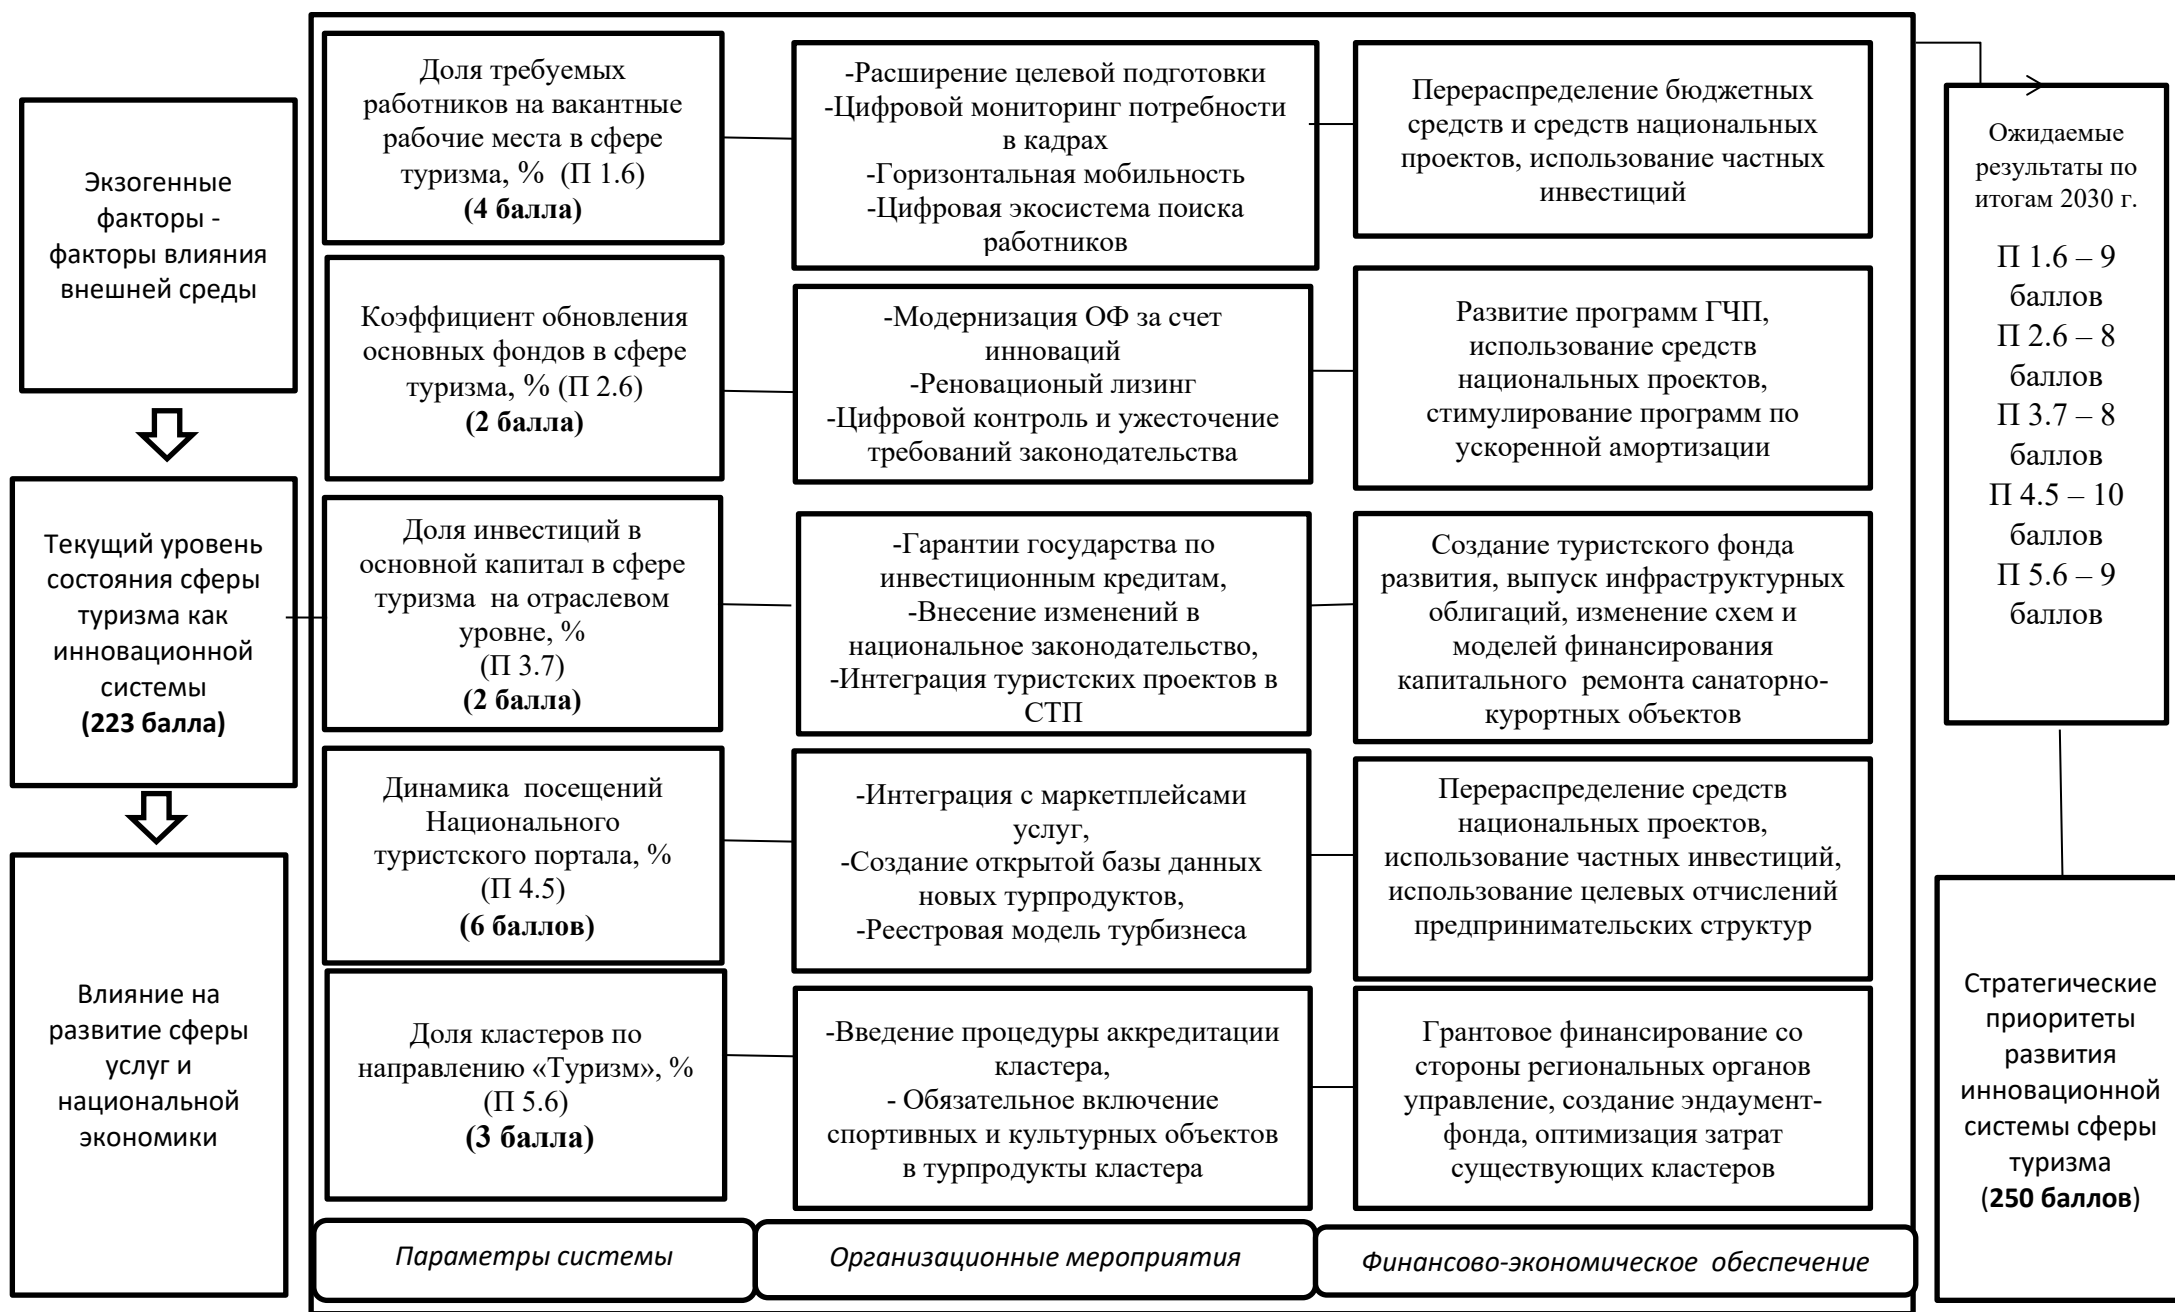 Экзогенные
факторы -
факторы влияния
внешней среды
Текущий уровень
состояния сферы
туризма как
инновационной
системы
(223 балла)
Влияние на
развитие сферы
услуг и
национальной
экономики
Доля требуемых
работников на вакантные
рабочие места в сфере
туризма, % (П 1.6)
(4 балла)
-Расширение целевой подготовки
-Цифровой мониторинг потребности
в кадрах
-Горизонтальная мобильность
-Цифровая экосистема поиска
работников
Перераспределение бюджетных
средств и средств национальных
проектов, использование частных
инвестиций
Коэффициент обновления
основных фондов в сфере
туризма, % (П 2.6)
(2 балла)
-Модернизация ОФ за счет
инноваций
-Реновационый лизинг
-Цифровой контроль и ужесточение
требований законодательства
Развитие программ ГЧП,
использование средств
национальных проектов,
стимулирование программ по
ускоренной амортизации
Доля инвестиций в
основной капитал в сфере
туризма на отраслевом
уровне, %
(П 3.7)
(2 балла)
-Гарантии государства по
инвестиционным кредитам,
-Внесение изменений в
национальное законодательство,
-Интеграция туристских проектов в
СТП
Создание туристского фонда
развития, выпуск инфраструктурных
облигаций, изменение схем и
моделей финансирования
капитального ремонта санаторно-
курортных объектов
Динамика посещений
Национального
туристского портала, %
(П 4.5)
(6 баллов)
-Интеграция с маркетплейсами
услуг,
-Создание открытой базы данных
новых турпродуктов,
-Реестровая модель турбизнеса
Перераспределение средств
национальных проектов,
использование частных инвестиций,
использование целевых отчислений
предпринимательских структур
Доля кластеров по
направлению «Туризм», %
(П 5.6)
(3 балла)
-Введение процедуры аккредитации
кластера,
- Обязательное включение
спортивных и культурных объектов
в турпродукты кластера
Грантовое финансирование со
стороны региональных органов
управление, создание эндаумент-
фонда, оптимизация затрат
существующих кластеров
Параметры системы
Организационные мероприятия
Финансово-экономическое обеспечение
Ожидаемые
результаты по
итогам 2030 г.
П 1.6 – 9
баллов
П 2.6 – 8
баллов
П 3.7 – 8
баллов
П 4.5 – 10
баллов
П 5.6 – 9
баллов
Стратегические
приоритеты
развития
инновационной
системы сферы
туризма
(250 баллов)